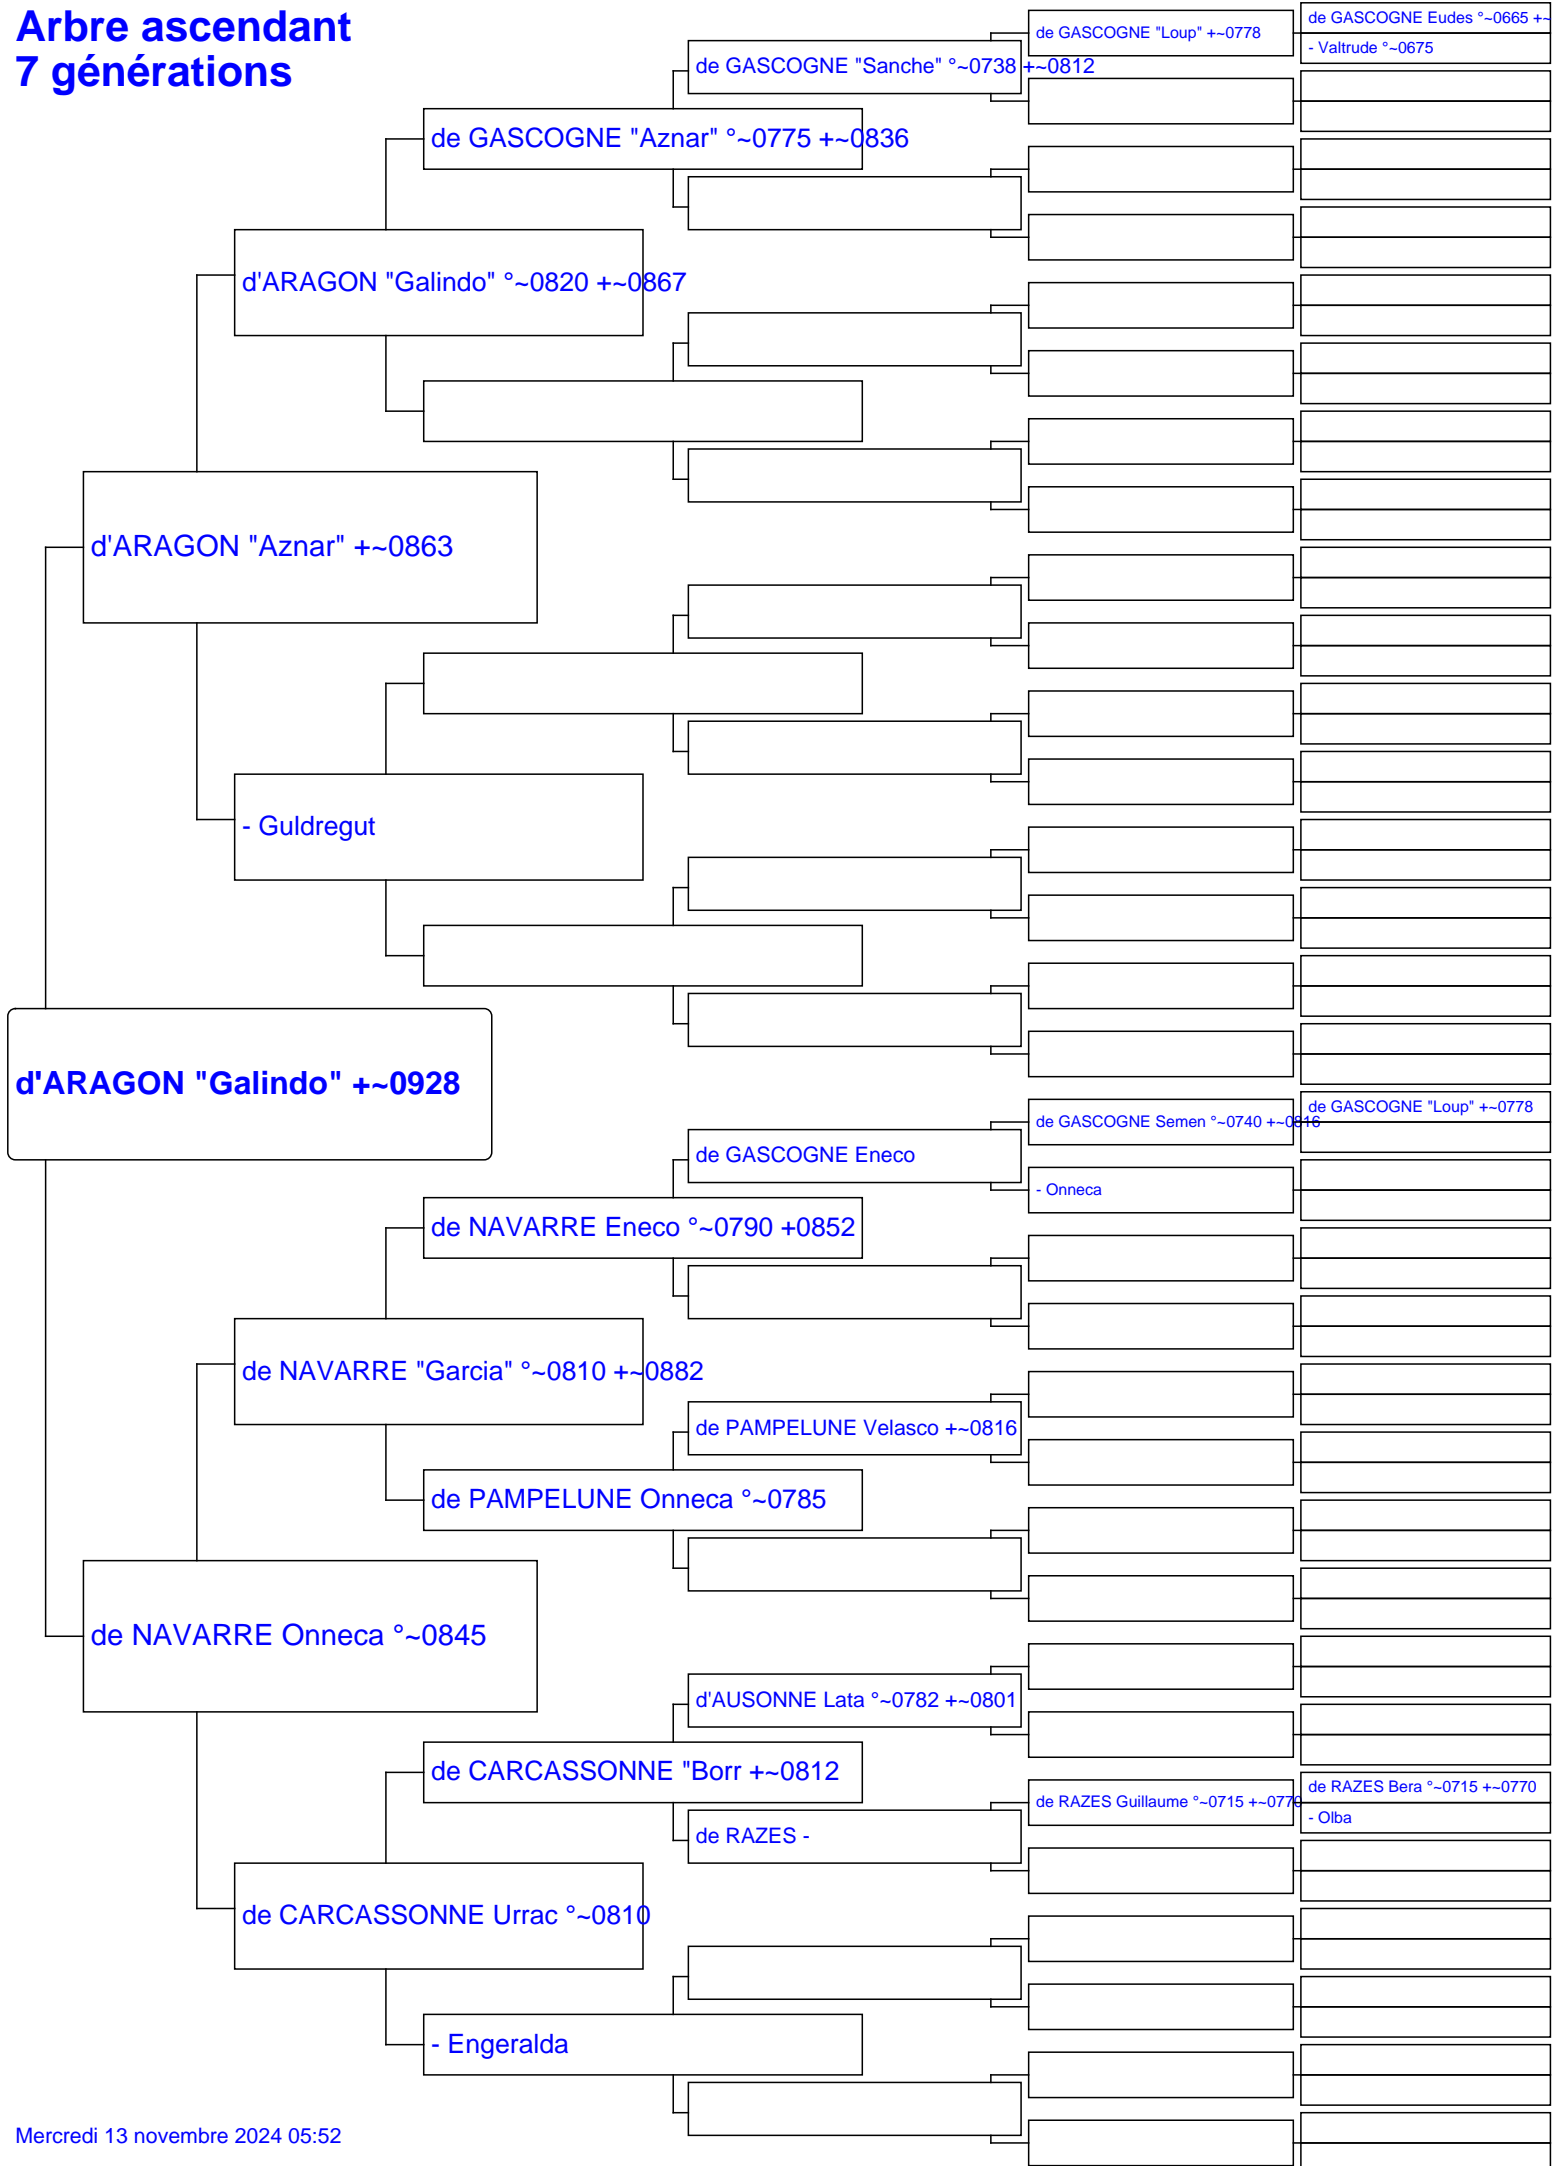 Arbre ascendant
7 générations
de GASCOGNE "Loup" +~0778
de GASCOGNE Eudes °~0665 +~
- Valtrude °~0675
de GASCOGNE "Sanche" °~0738 +~0812
de GASCOGNE "Aznar" °~0775 +~0836
d'ARAGON "Galindo" °~0820 +~0867
d'ARAGON "Aznar" +~0863
- Guldregut
d'ARAGON "Galindo" +~0928
de GASCOGNE Semen °~0740 +~0816
de GASCOGNE "Loup" +~0778
de GASCOGNE Eneco
- Onneca
de NAVARRE Eneco °~0790 +0852
de NAVARRE "Garcia" °~0810 +~0882
de PAMPELUNE Velasco +~0816
de PAMPELUNE Onneca °~0785
de NAVARRE Onneca °~0845
d'AUSONNE Lata °~0782 +~0801
de CARCASSONNE "Borr +~0812
de RAZES Guillaume °~0715 +~0770
de RAZES Bera °~0715 +~0770
- Olba
de RAZES -
de CARCASSONNE Urrac °~0810
- Engeralda
Mercredi 13 novembre 2024 05:52